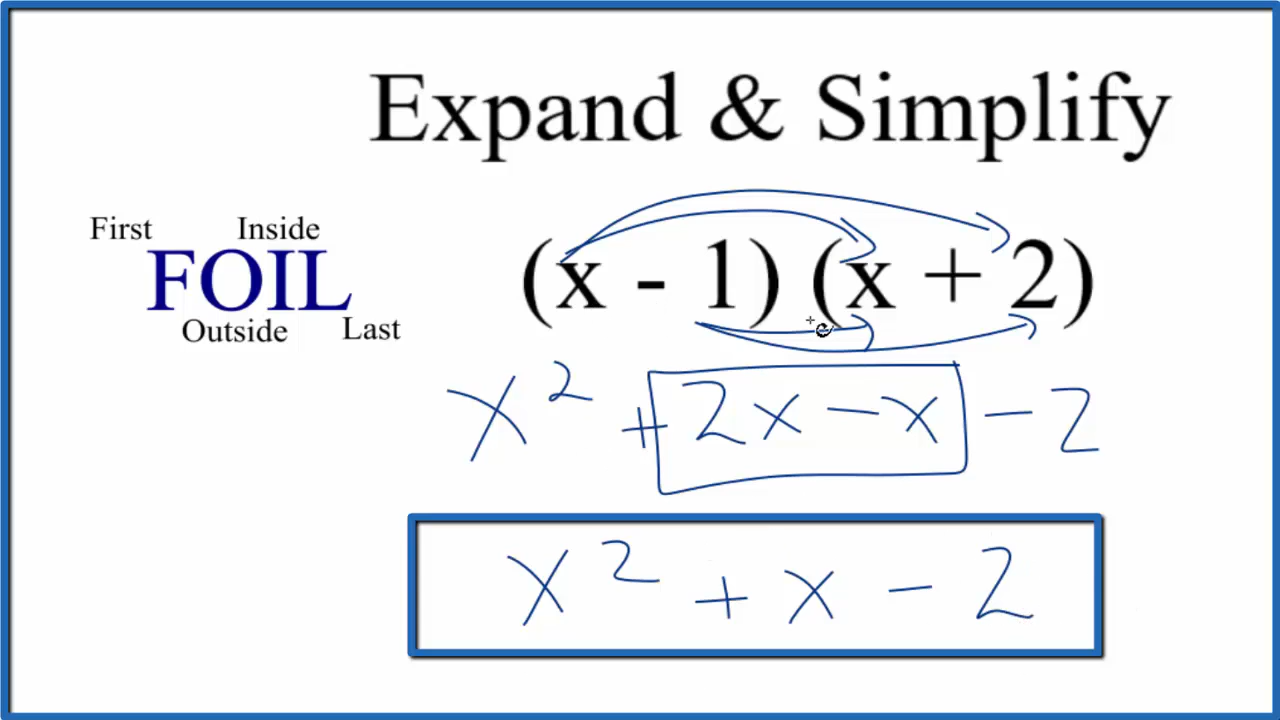 Expand & Simplify
First Inside
FOIL
Outside Last
(x - 1) (x + 2)
x² + 2x - x - 2
x² + x - 2